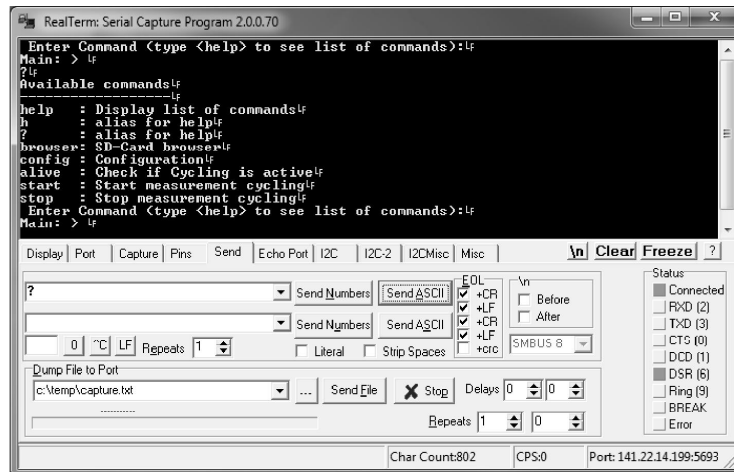 RealTerm: Serial Capture Program 2.0.0.70
Enter Command (type <help> to see list of commands):LF
Main: > LF
?LF
Available commandsLF
--------------------LF
help : Display list of commandsLF
h : alias for helpLF
? : alias for helpLF
browser: SD-Card browserLF
config : ConfigurationLF
alive : Check if Cycling is activeLF
start : Start measurement cyclingLF
stop : Stop measurement cyclingLF
Enter Command (type <help> to see list of commands):LF
Main: > LF
Display Port Capture Pins Send Echo Port I2C I2C-2 I2CMisc Misc \n Clear Freeze ?
? Send Numbers Send ASCII
Send Numbers Send ASCII
0 ^C LF Repeats 1 Literal Strip Spaces
EOL
+CR
+LF
+CR
+LF
+crc
\n
Before
After
SMBUS 8
Dump File to Port
c:\temp\capture.txt ... Send File Stop Delays 0 0
Repeats 1 0
Status
Connected
RXD (2)
TXD (3)
CTS (0)
DCD (1)
DSR (6)
Ring (9)
BREAK
Error
Char Count:802 CPS:0 Port: 141.22.14.199:5693